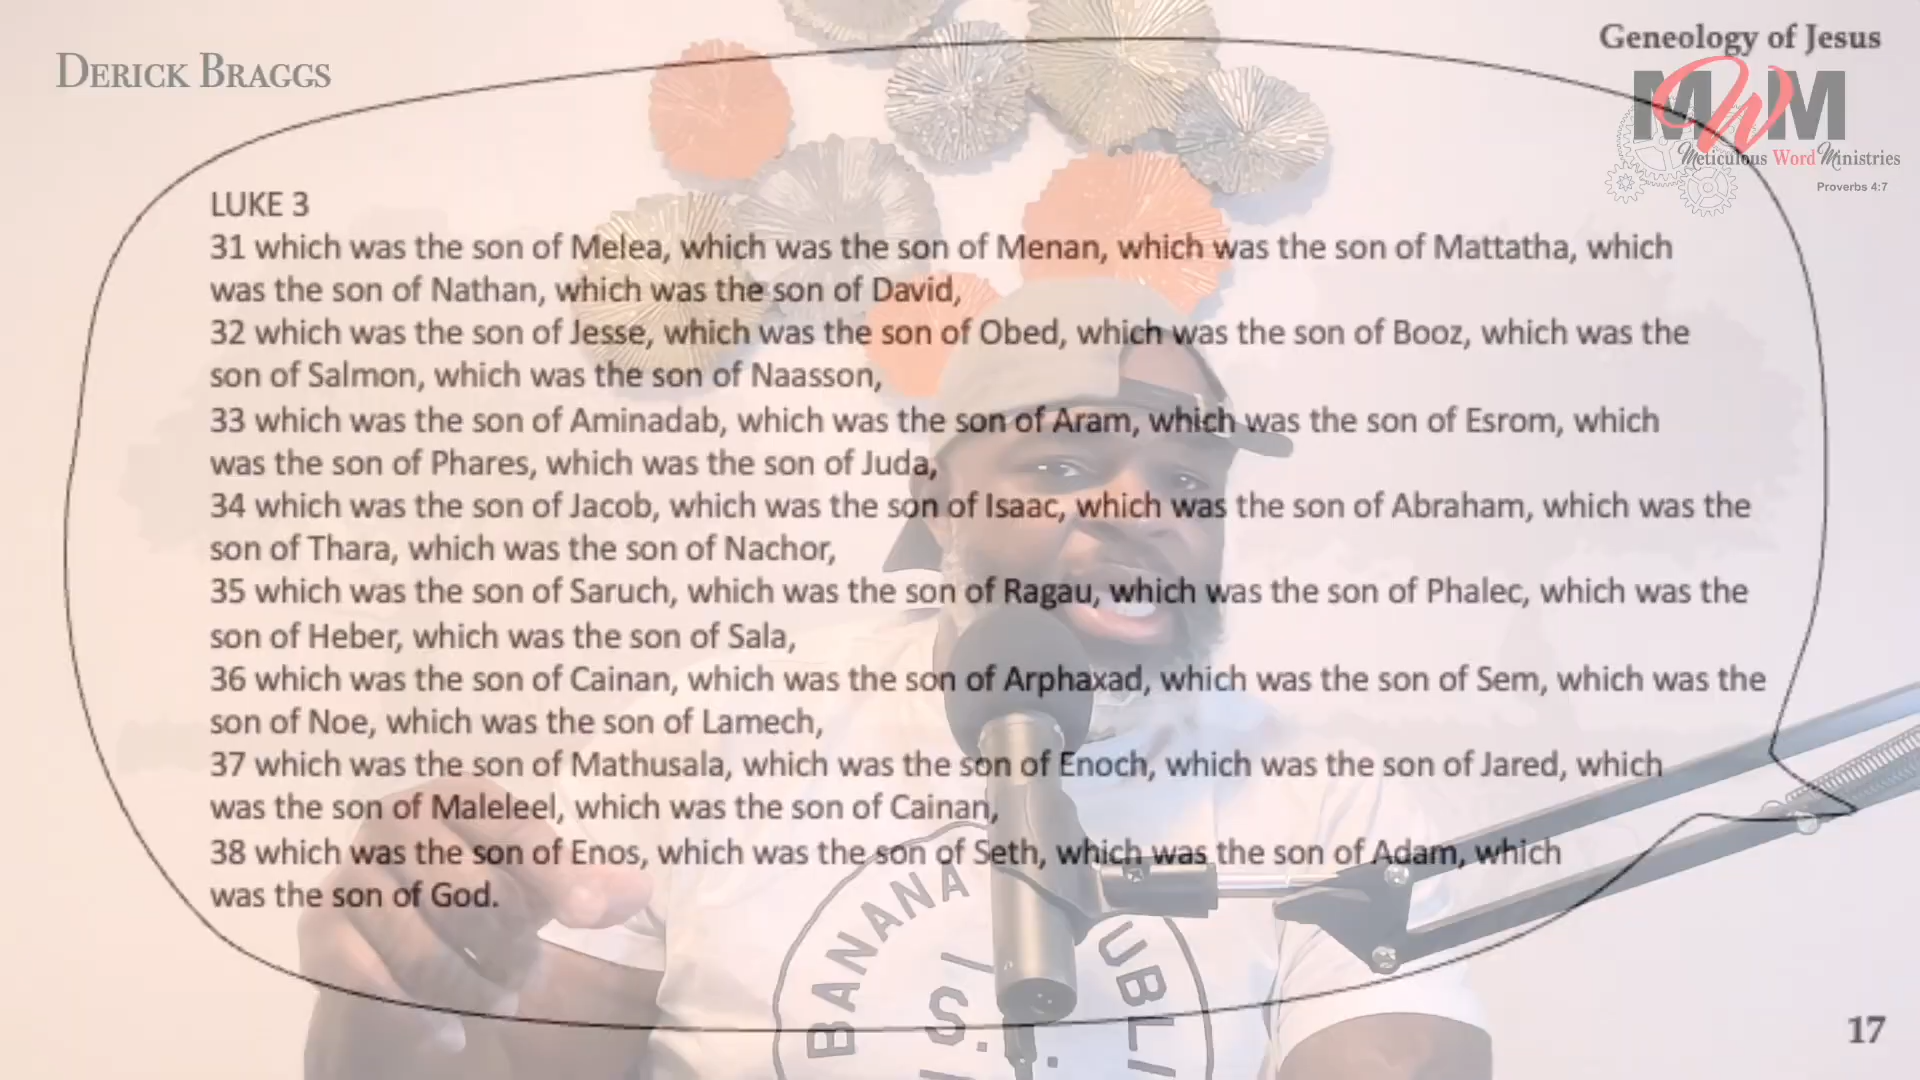 DERICK BRAGGS
Geneology of Jesus
MWM
Meticulous Word Ministries
Proverbs 4:7
LUKE 3
31 which was the son of Melea, which was the son of Menan, which was the son of Mattatha, which
was the son of Nathan, which was the son of David,
32 which was the son of Jesse, which was the son of Obed, which was the son of Booz, which was the
son of Salmon, which was the son of Naasson,
33 which was the son of Aminadab, which was the son of Aram, which was the son of Esrom, which
was the son of Phares, which was the son of Juda,
34 which was the son of Jacob, which was the son of Isaac, which was the son of Abraham, which was the
son of Thara, which was the son of Nachor,
35 which was the son of Saruch, which was the son of Ragau, which was the son of Phalec, which was the
son of Heber, which was the son of Sala,
36 which was the son of Cainan, which was the son of Arphaxad, which was the son of Sem, which was the
son of Noe, which was the son of Lamech,
37 which was the son of Mathusala, which was the son of Enoch, which was the son of Jared, which
was the son of Maleleel, which was the son of Cainan,
38 which was the son of Enos, which was the son of Seth, which was the son of Adam, which
was the son of God.
BANANA
17